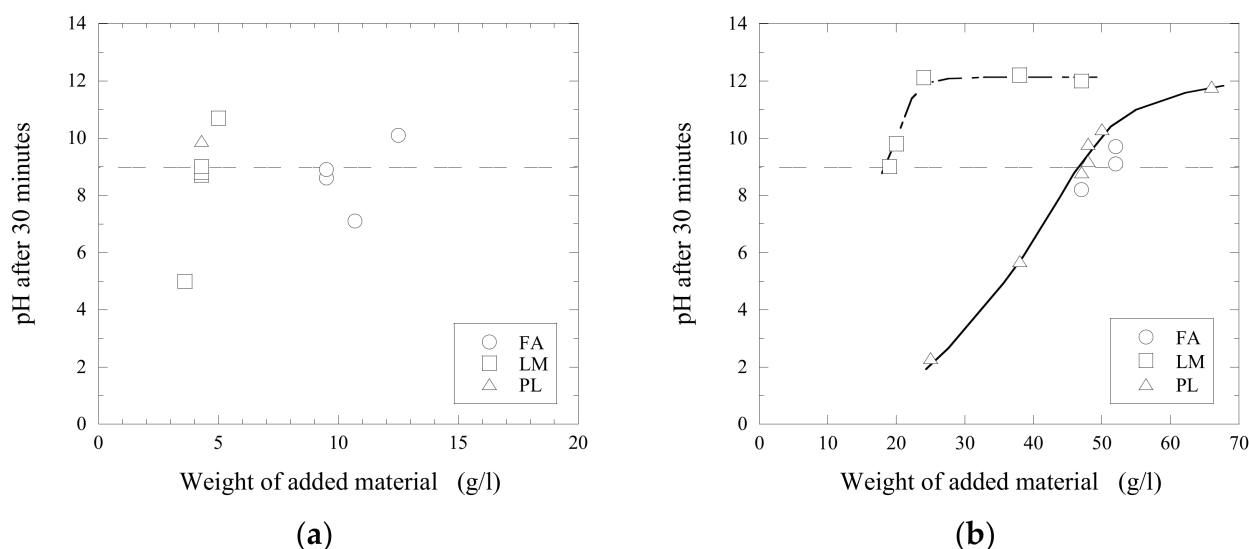 14
12
10
8
6
4
2
0
pH after 30 minutes
FA
LM
PL
0 5 10 15 20
Weight of added material (g/l)
(a)
14
12
10
8
6
4
2
0
pH after 30 minutes
FA
LM
PL
0 10 20 30 40 50 60 70
Weight of added material (g/l)
(b)